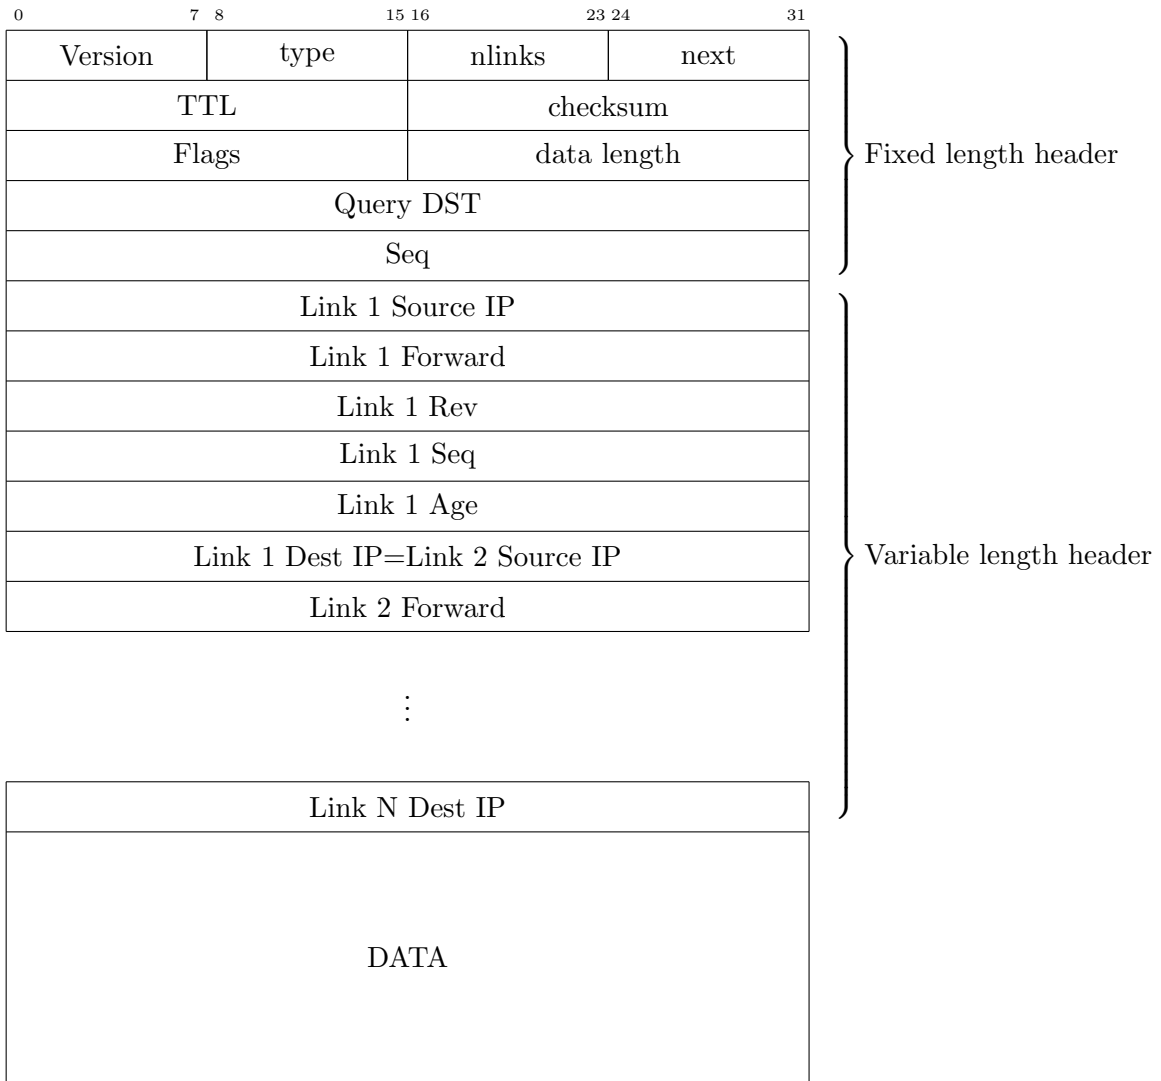 0 7 8 15 16 23 24 31
Version type nlinks next
TTL checksum
Flags data length
Fixed length header
Query DST
Seq
Link 1 Source IP
Link 1 Forward
Link 1 Rev
Link 1 Seq
Link 1 Age
Link 1 Dest IP=Link 2 Source IP
Variable length header
Link 2 Forward
⋮
Link N Dest IP
DATA